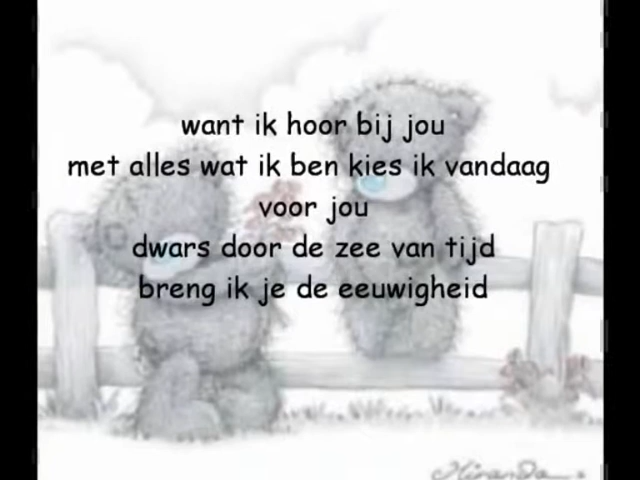 want ik hoor bij jou
met alles wat ik ben kies ik vandaag
voor jou
dwars door de zee van tijd
breng ik je de eeuwigheid
Miranda